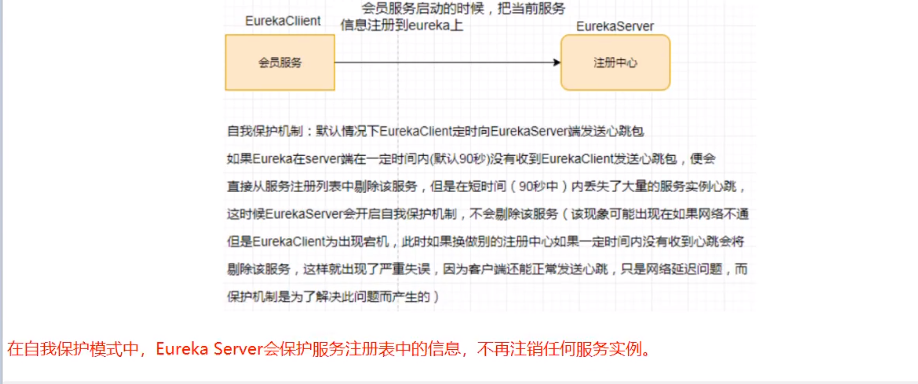 会员服务启动的时候，把当前服务
信息注册到eureka上
EurekaCliient
EurekaServer
会员服务
注册中心
自我保护机制：默认情况下EurekaClient定时向EurekaServer端发送心跳包
如果Eureka在server端在一定时间内(默认90秒)没有收到EurekaClient发送心跳包，便会
直接从服务注册列表中剔除该服务，但是在短时间（90秒中）内丢失了大量的服务实例心跳，
这时候EurekaServer会开启自我保护机制，不会剔除该服务（该现象可能出现在如果网络不通
但是EurekaClient为出现宕机，此时如果换做别的注册中心如果一定时间内没有收到心跳会将
剔除该服务，这样就出现了严重失误，因为客户端还能正常发送心跳，只是网络延迟问题，而
保护机制是为了解决此问题而产生的）
在自我保护模式中，Eureka Server会保护服务注册表中的信息，不再注销任何服务实例。